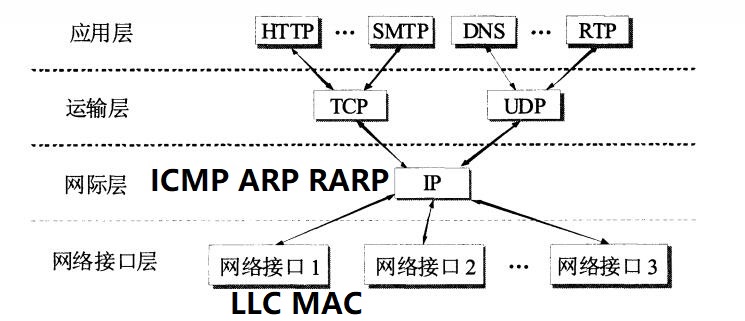 应用层 HTTP ··· SMTP DNS ··· RTP
运输层 TCP UDP
网际层 ICMP ARP RARP IP
网络接口层 网络接口 1 网络接口 2 ··· 网络接口 3
LLC MAC